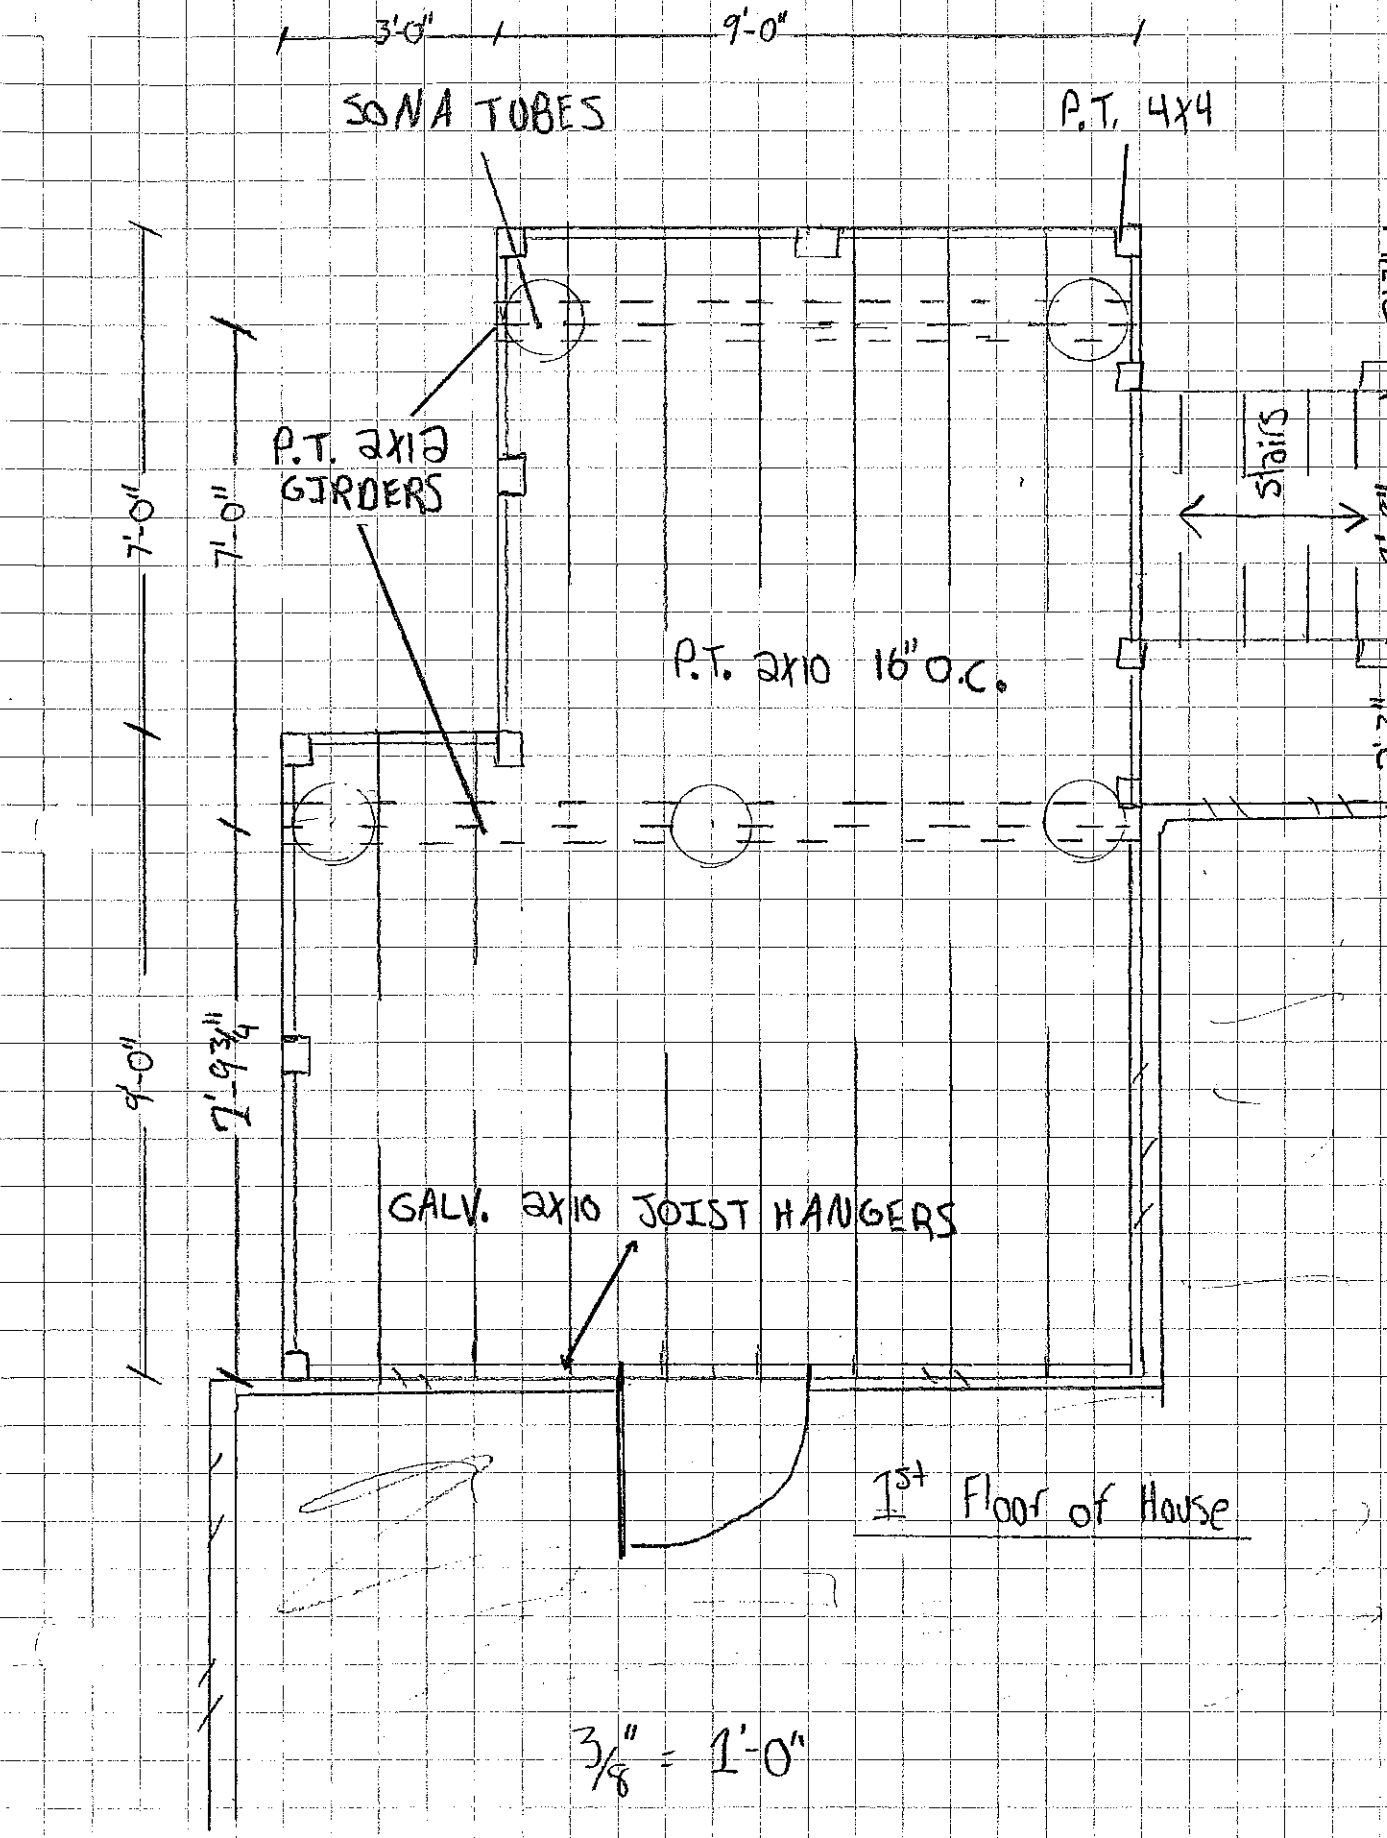 3'-0" 9'-0"
SONA TUBES
P.T. 4X4
P.T. 2X12
GIRDERS
7'-0"
7'-0"
stairs
P.T. 2X10 16" O.C.
9'-0"
7'-9 3/4"
GALV. 2X10 JOIST HANGERS
1st Floor of House
3/8" = 1'-0"